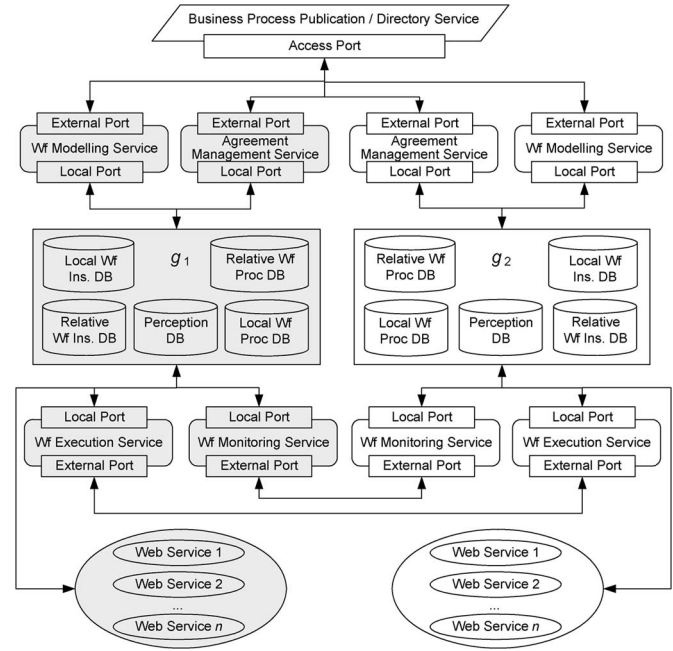 Business Process Publication / Directory Service
Access Port
External Port External Port External Port External Port
Wf Modelling Service Agreement Management Service Agreement Management Service Wf Modelling Service
Local Port Local Port Local Port Local Port
g1 g2
Local Wf Ins. DB Relative Wf Proc DB Relative Wf Proc DB Local Wf Ins. DB
Relative Wf Ins. DB Perception DB Local Wf Proc DB Local Wf Proc DB Perception DB Relative Wf Ins. DB
Local Port Local Port Local Port Local Port
Wf Execution Service Wf Monitoring Service Wf Monitoring Service Wf Execution Service
External Port External Port External Port External Port
Web Service 1 Web Service 1
Web Service 2 Web Service 2
... ...
Web Service n Web Service n